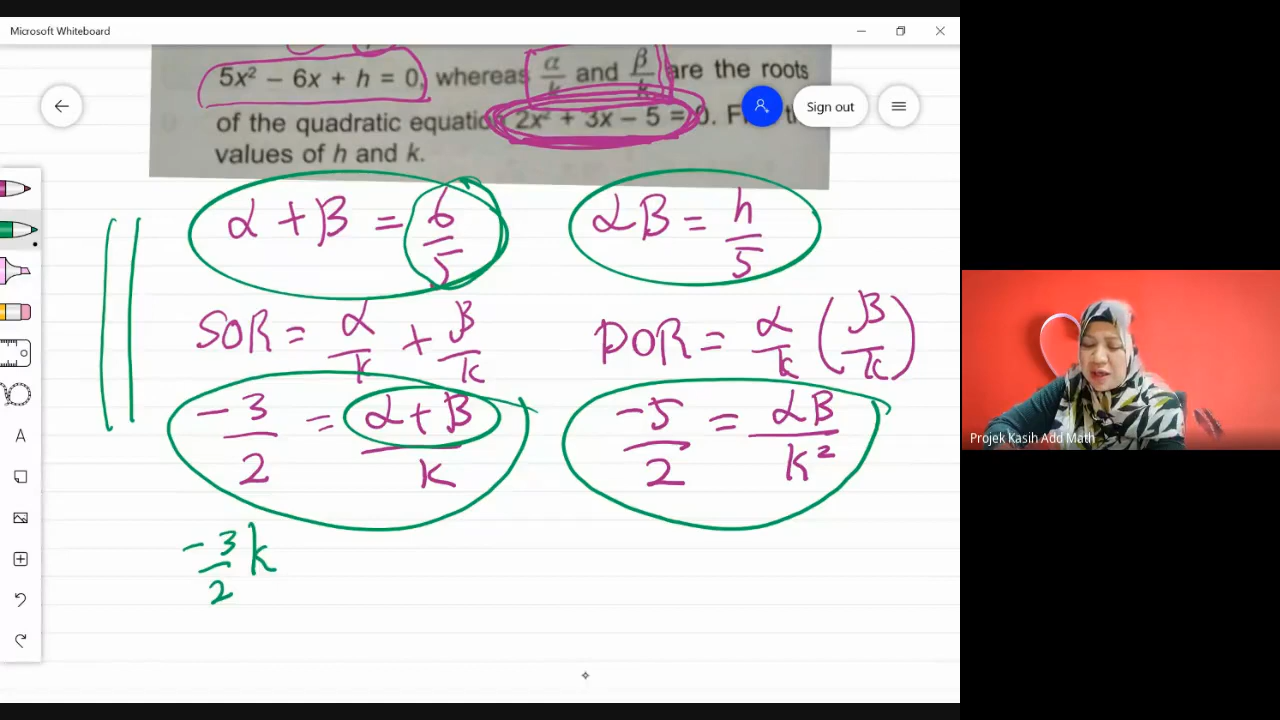 Microsoft Whiteboard
5x² − 6x + h = 0, whereas α/k and β/k are the roots
Sign out
of the quadratic equation 2x² + 3x − 5 = 0.
values of h and k.
α + β = 6/5
αβ = h/5
SOR = α/k + β/k
POR = α/k (β/k)
-3/2 = α + β/k
-5/2 = αβ/k²
Projek Kasih Add Math
-3/2 k
A